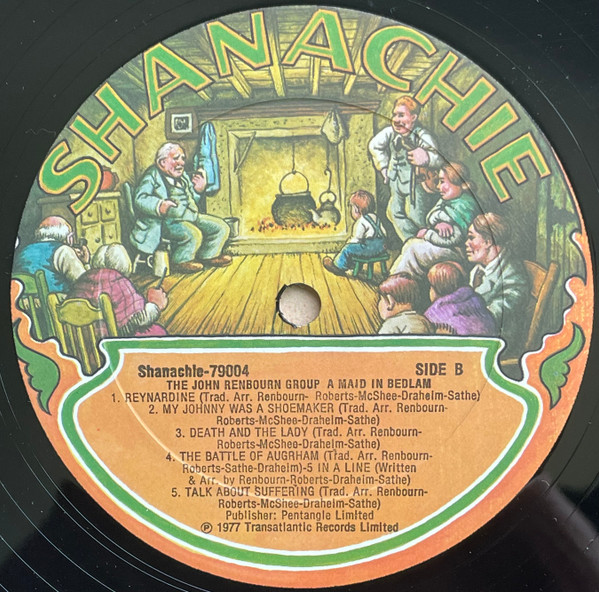 SHANACHIE
Shanachie-79004 SIDE B
THE JOHN RENBOURN GROUP A MAID IN BEDLAM
1. REYNARDINE (Trad. Arr. Renbourn- Roberts-McShee-Draheim-Sathe)
2. MY JOHNNY WAS A SHOEMAKER (Trad. Arr. Renbourn-
Roberts-McShee-Draheim-Sathe)
3. DEATH AND THE LADY (Trad. Arr. Renbourn-
Roberts-McShee-Draheim-Sathe)
4. THE BATTLE OF AUGRHAM (Trad. Arr. Renbourn-
Roberts-Sathe-Draheim)-5 IN A LINE (Written
& Arr. by Renbourn-Roberts-Draheim-Sathe)
5. TALK ABOUT SUFFERING (Trad. Arr. Renbourn-
Roberts-McShee-Draheim-Sathe)
Publisher: Pentangle Limited
℗ 1977 Transatlantic Records Limited